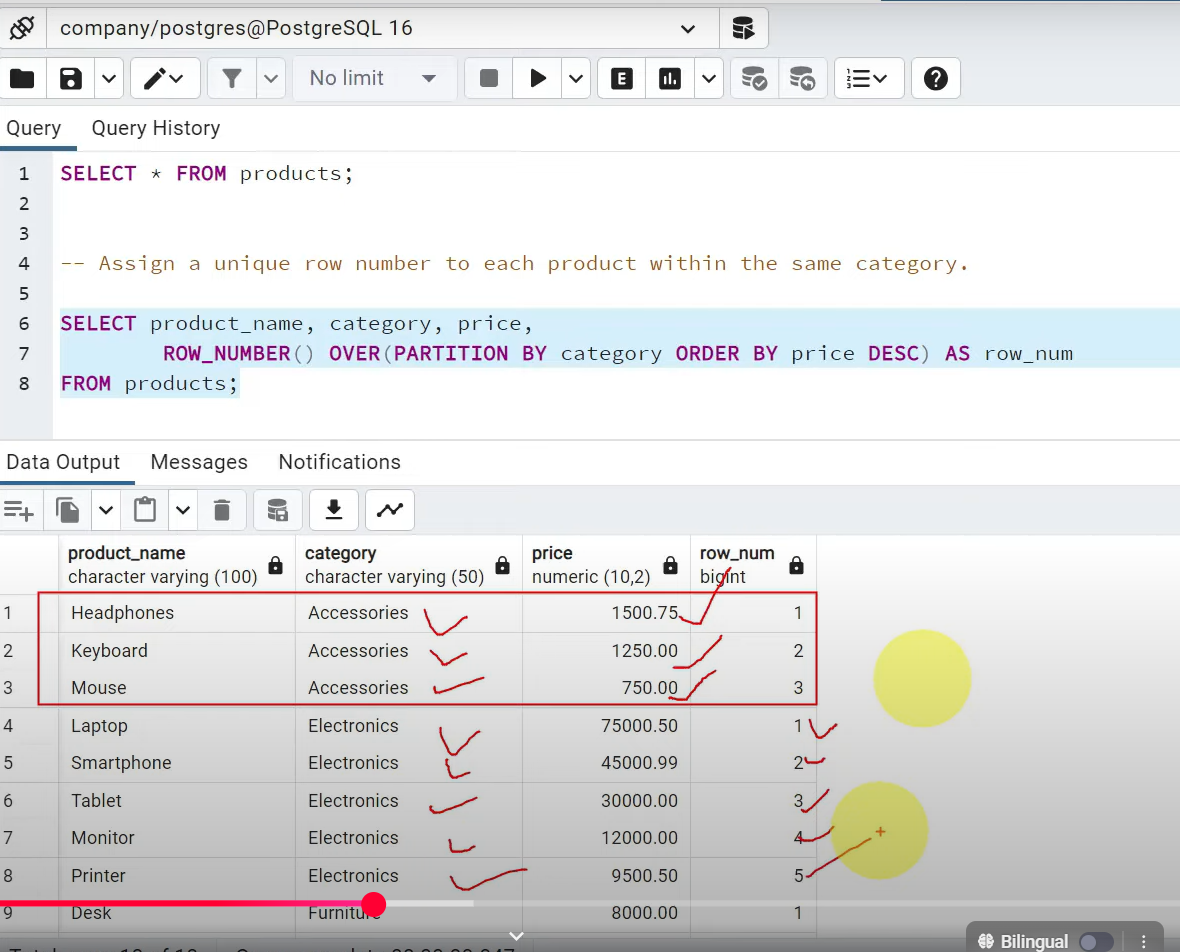 company/postgres@PostgreSQL 16
No limit
E
Query Query History
1 SELECT * FROM products;
2
3
4 -- Assign a unique row number to each product within the same category.
5
6 SELECT product_name, category, price,
7 ROW_NUMBER() OVER(PARTITION BY category ORDER BY price DESC) AS row_num
8 FROM products;
Data Output Messages Notifications
product_name category price row_num
character varying (100) character varying (50) numeric (10,2) bigint
1 Headphones Accessories 1500.75 1
2 Keyboard Accessories 1250.00 2
3 Mouse Accessories 750.00 3
4 Laptop Electronics 75000.50 1
5 Smartphone Electronics 45000.99 2
6 Tablet Electronics 30000.00 3
7 Monitor Electronics 12000.00 4
8 Printer Electronics 9500.50 5
9 Desk Furniture 8000.00 1
Bilingual